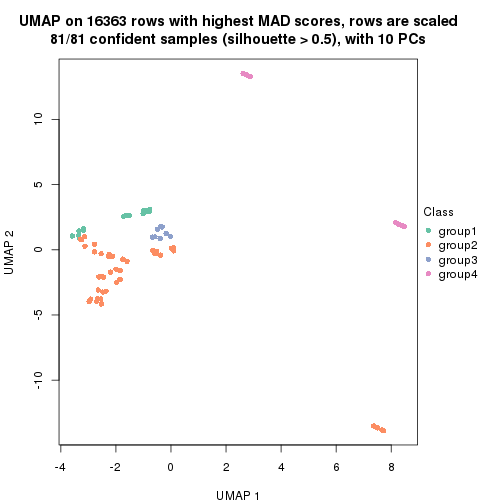 UMAP on 16363 rows with highest MAD scores, rows are scaled
81/81 confident samples (silhouette > 0.5), with 10 PCs
10
5
0
-5
-10
UMAP 2
-4
-2
0
2
4
6
8
UMAP 1
Class
group1
group2
group3
group4